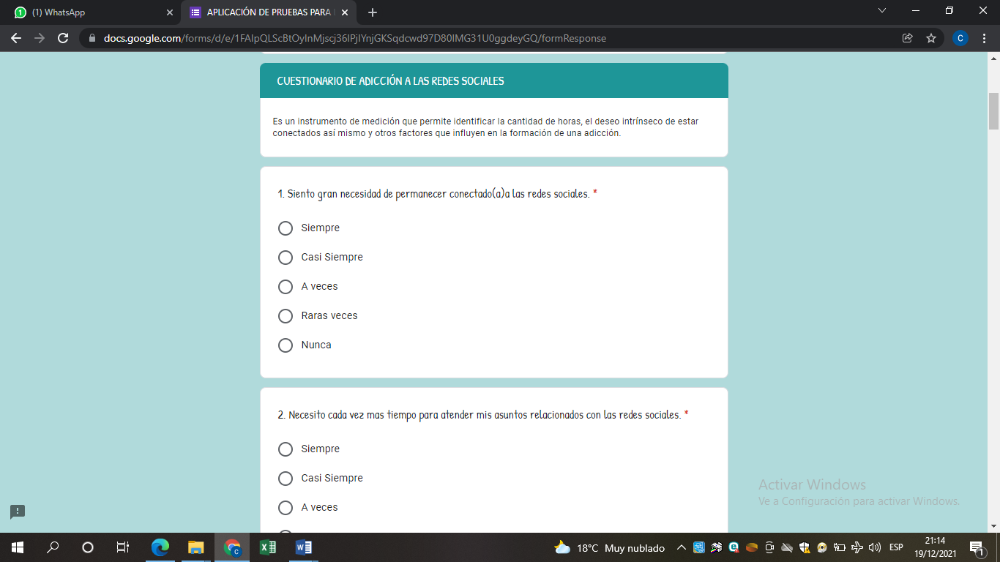 (1) WhatsApp
APLICACIÓN DE PRUEBAS PARA
docs.google.com/forms/d/e/1FAIpQLScBtOyInMjscj36IPjIYnjGKSqdcwd97D80IMG31U0ggdeyGQ/formResponse
C
CUESTIONARIO DE ADICCIÓN A LAS REDES SOCIALES
Es un instrumento de medición que permite identificar la cantidad de horas, el deseo intrínseco de estar
conectados así mismo y otros factores que influyen en la formación de una adicción.
1. Siento gran necesidad de permanecer conectado(a)a las redes sociales. *
Siempre
Casi Siempre
A veces
Raras veces
Nunca
2. Necesito cada vez mas tiempo para atender mis asuntos relacionados con las redes sociales. *
Siempre
Casi Siempre
A veces
Activar Windows
Ve a Configuración para activar Windows.
18°C Muy nublado
ESP
21:14
19/12/2021
1